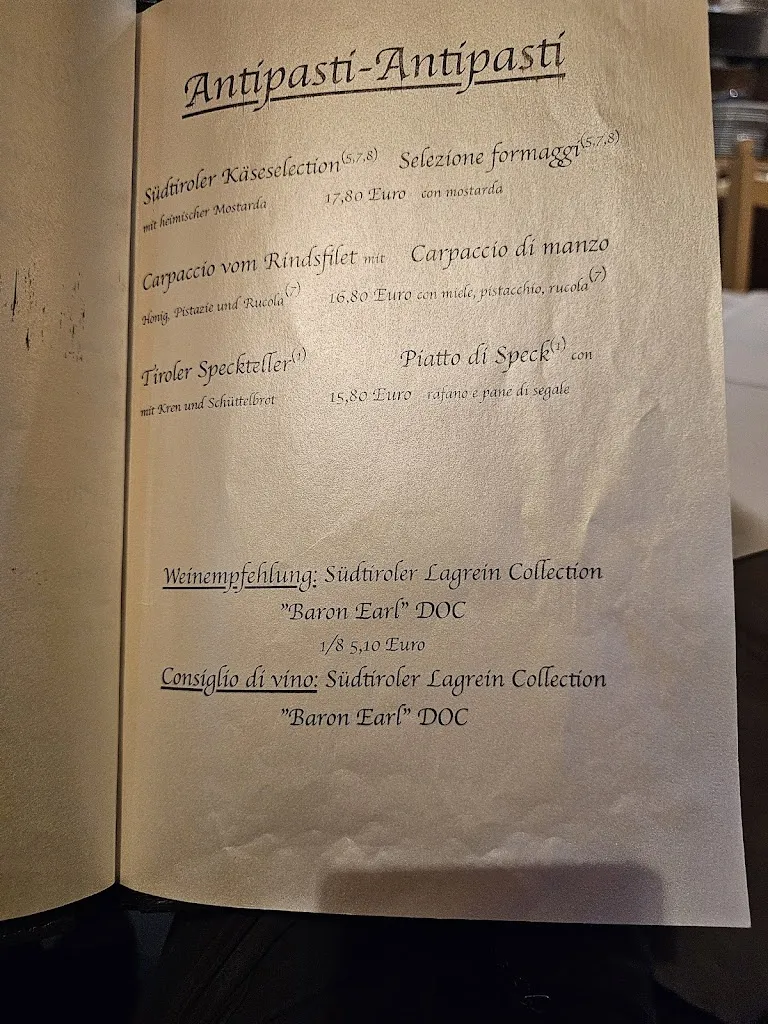 Antipasti-Antipasti
Südtiroler Käseselection(5,7,8) Selezione formaggi(5,7,8)
mit heimischer Mostarda 17,80 Euro con mostarda
Carpaccio vom Rindsfilet mit Carpaccio di manzo
Honig, Pistazie und Rucola(7) 16,80 Euro con miele, pistacchio, rucola(7)
Tiroler Speckteller(1) Piatto di Speck(1) con
mit Kren und Schüttelbrot 15,80 Euro rafano e pane di segale
Weinempfehlung: Südtiroler Lagrein Collection
"Baron Earl" DOC
1/8 5,10 Euro
Consiglio di vino: Südtiroler Lagrein Collection
"Baron Earl" DOC